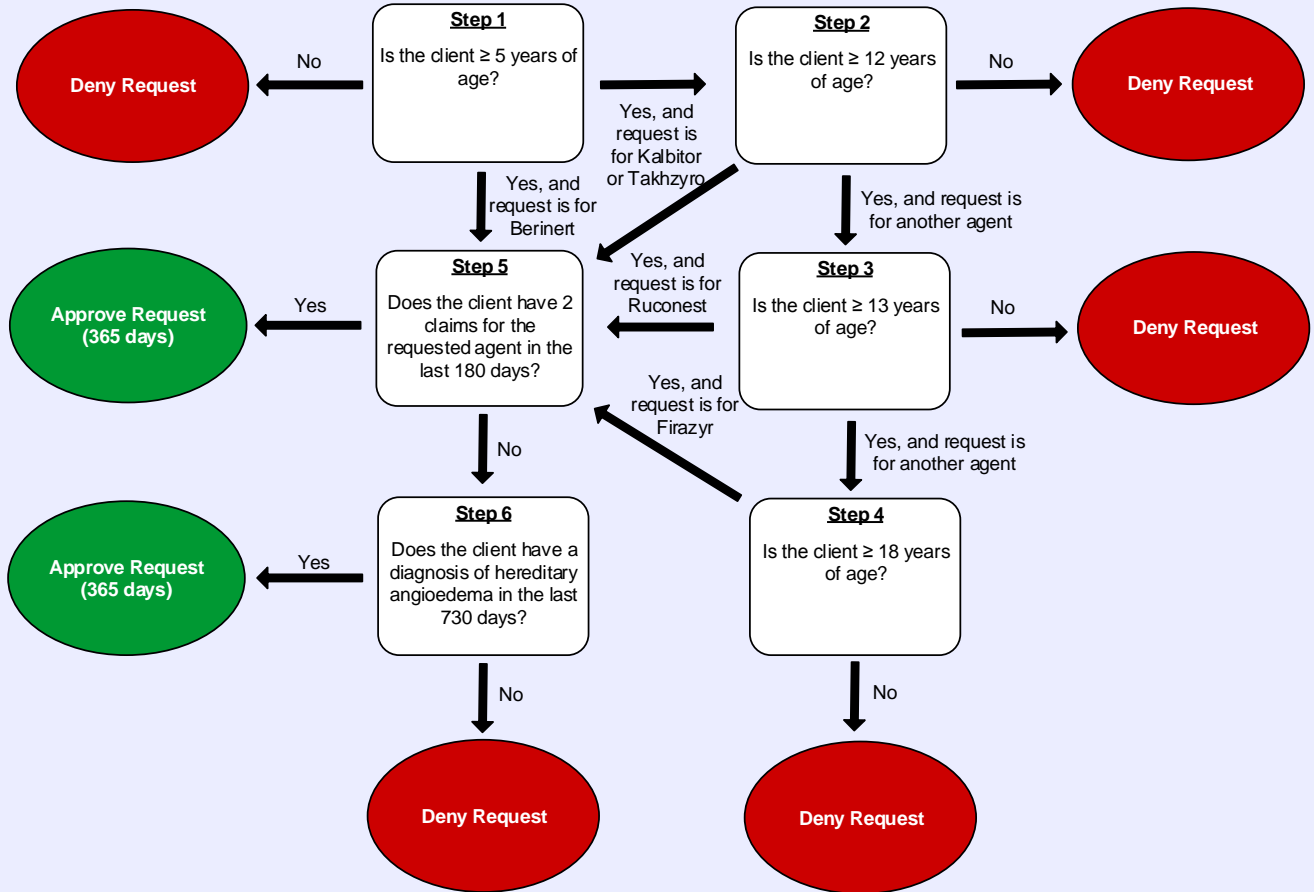 Step 1
Is the client ≥ 5 years of
age?
Step 2
Is the client ≥ 12 years
of age?
No
Deny Request
No
Deny Request
Yes, and
request is
for Kalbitor
or Takhzyro
Yes, and
request is for
Berinert
Yes, and request is
for another agent
Step 5
Does the client have 2
claims for the
requested agent in the
last 180 days?
Yes, and
request is for
Ruconest
Step 3
Is the client ≥ 13 years
of age?
Yes
Approve Request
(365 days)
No
Deny Request
Yes, and
request is for
Firazyr
No
Yes, and request is
for another agent
Step 6
Does the client have a
diagnosis of hereditary
angioedema in the last
730 days?
Step 4
Is the client ≥ 18 years
of age?
Yes
Approve Request
(365 days)
No
No
Deny Request
Deny Request